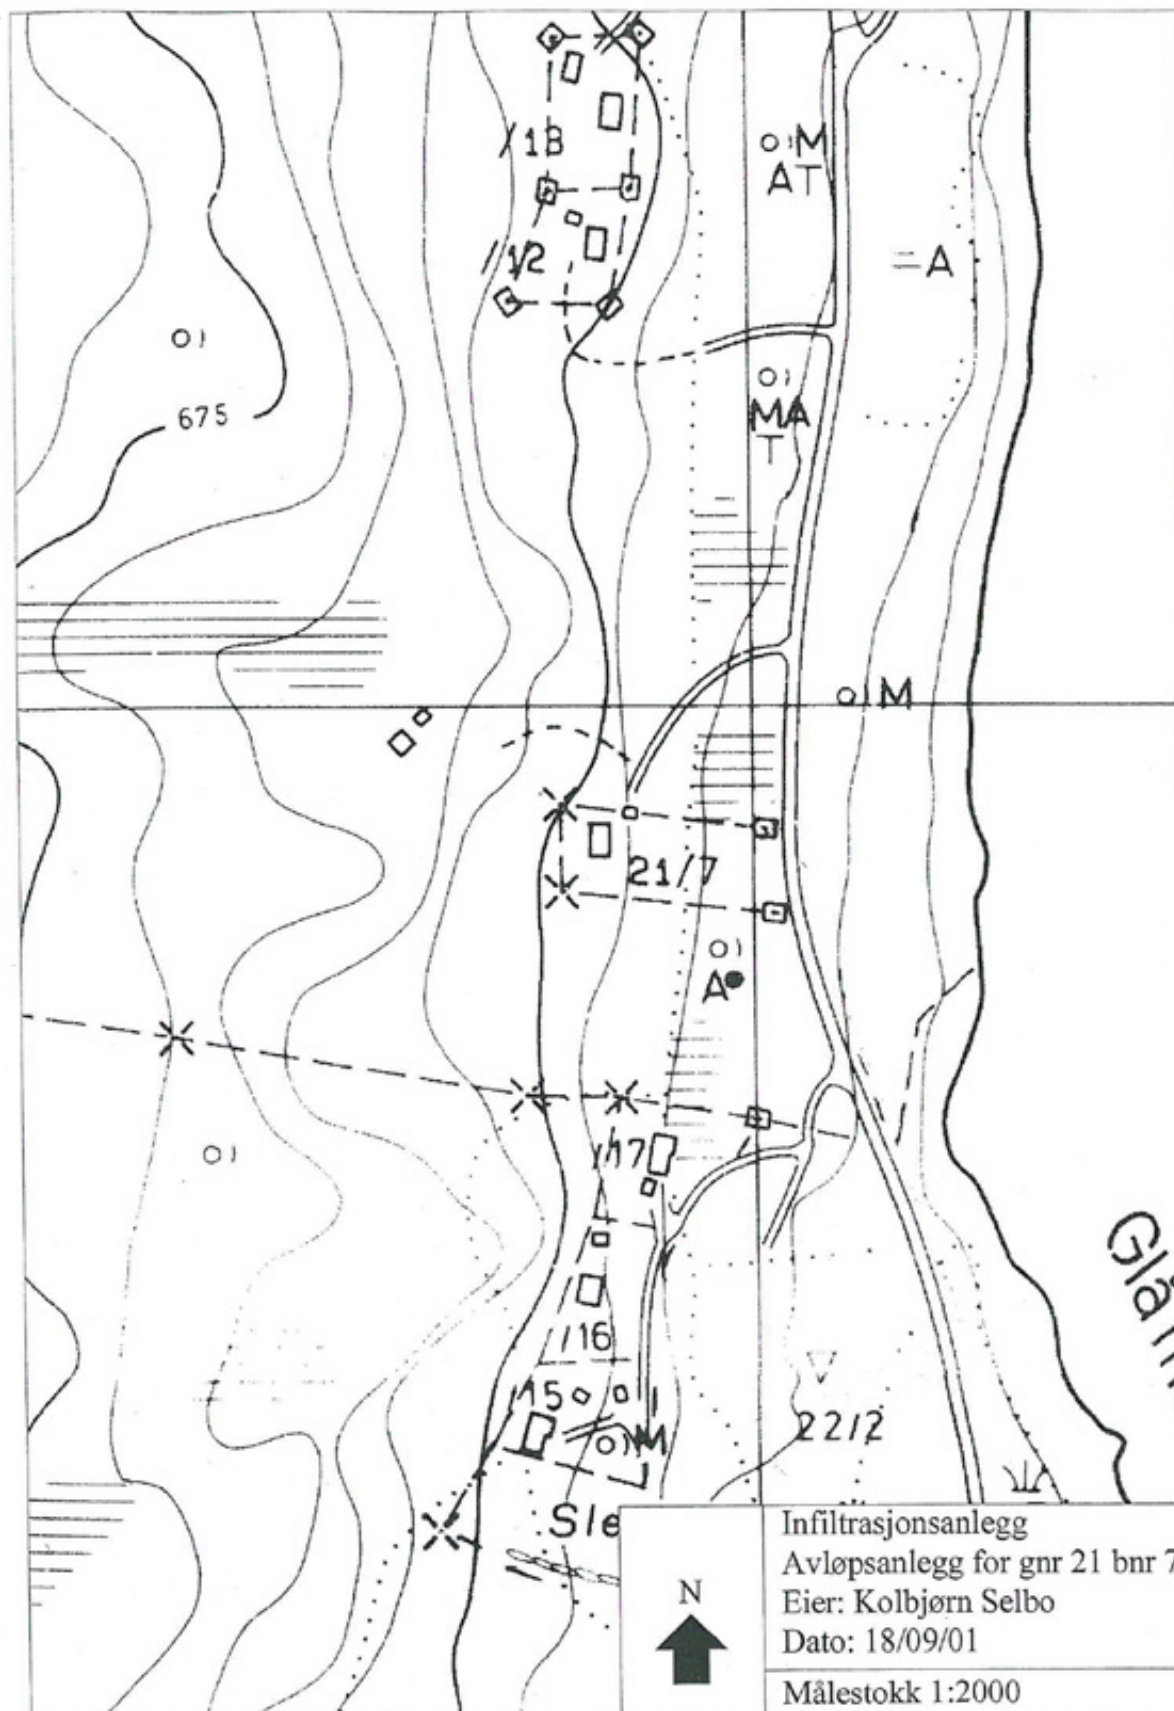 /13
M
AT
/12
= A
675
MA
T
M
21/7
A
/17
/16
/15
M
22/2
Infiltrasjonsanlegg
Avløpsanlegg for gnr 21 bnr 7
Eier: Kolbjørn Selbo
Dato: 18/09/01
N
Målestokk 1:2000